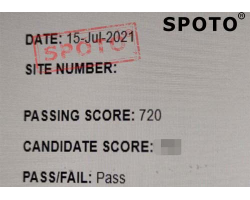 SPOTO®
DATE: 15-Jul-2021
SPOTO
SITE NUMBER:
PASSING SCORE: 720
CANDIDATE SCORE:
PASS/FAIL: Pass